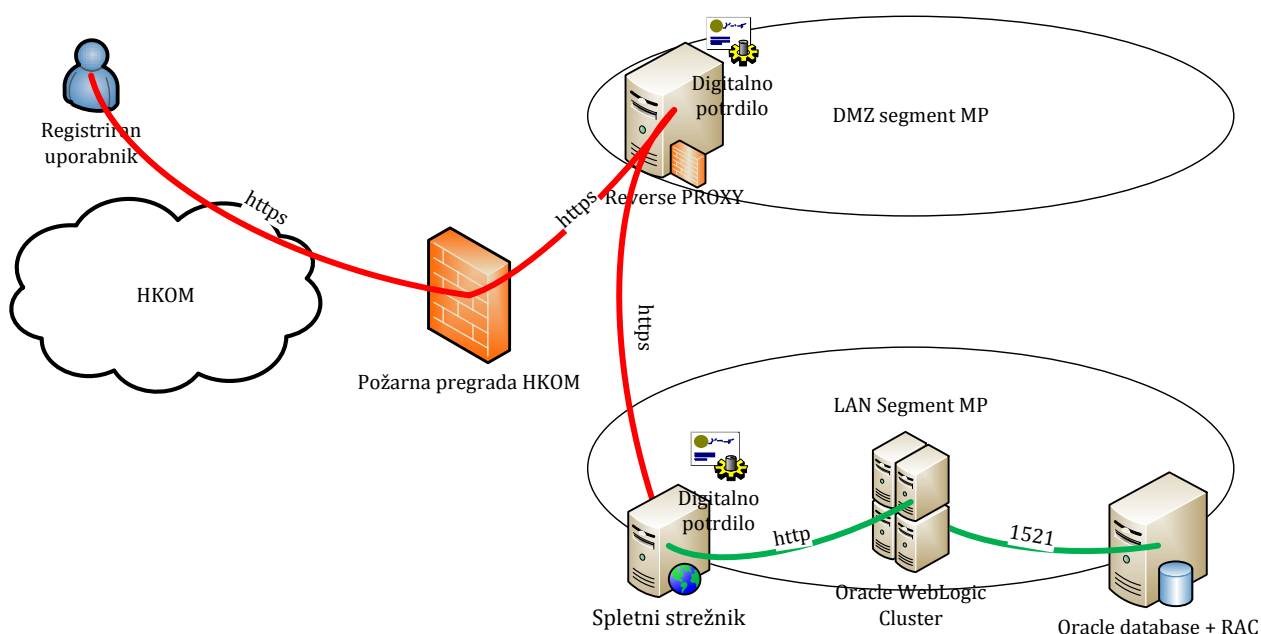 Registriran
uporabnik
https
HKOM
Požarna pregrada HKOM
https
Digitalno
potrdilo
Reverse PROXY
DMZ segment MP
https
LAN Segment MP
Digitalno
potrdilo
Spletni strežnik
http
Oracle WebLogic
Cluster
1521
Oracle database + RAC